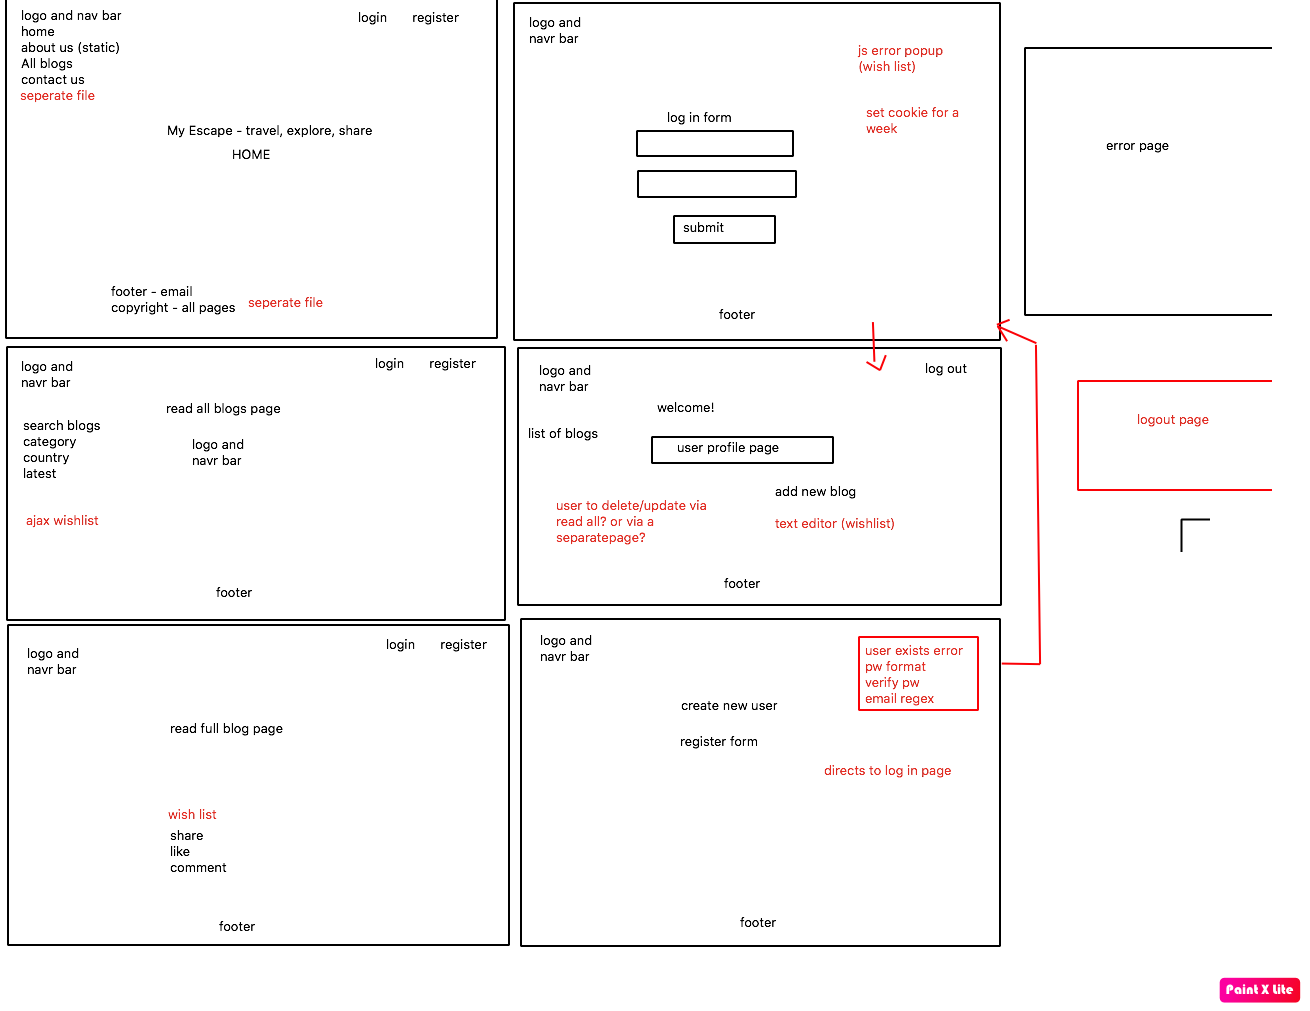 logo and nav bar
home
about us (static)
All blogs
contact us
seperate file
login
register
My Escape - travel, explore, share
HOME
footer - email
copyright - all pages
seperate file
logo and
navr bar
js error popup
(wish list)
set cookie for a
week
log in form
submit
footer
error page
logo and
navr bar
login
register
read all blogs page
search blogs
category
country
latest
logo and
navr bar
ajax wishlist
footer
logo and
navr bar
log out
welcome!
list of blogs
user profile page
add new blog
user to delete/update via
read all? or via a
separatepage?
text editor (wishlist)
footer
logout page
logo and
navr bar
login
register
read full blog page
wish list
share
like
comment
footer
logo and
navr bar
user exists error
pw format
verify pw
email regex
create new user
register form
directs to log in page
footer
Paint X Lite